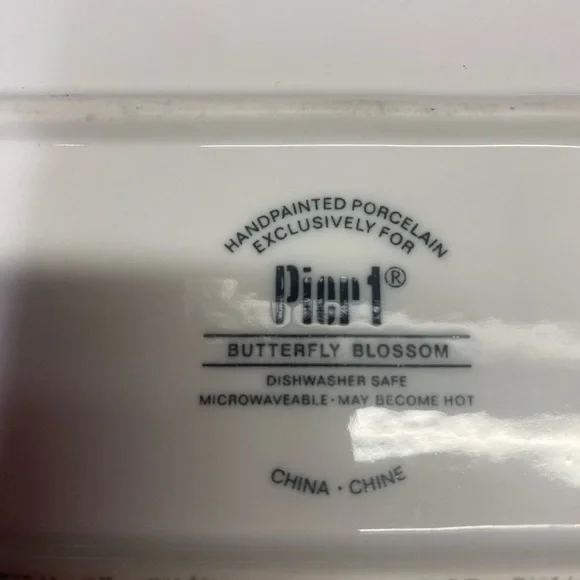 HANDPAINTED PORCELAIN
EXCLUSIVELY FOR
Pier 1®
BUTTERFLY BLOSSOM
DISHWASHER SAFE
MICROWAVEABLE · MAY BECOME HOT
CHINA · CHINE